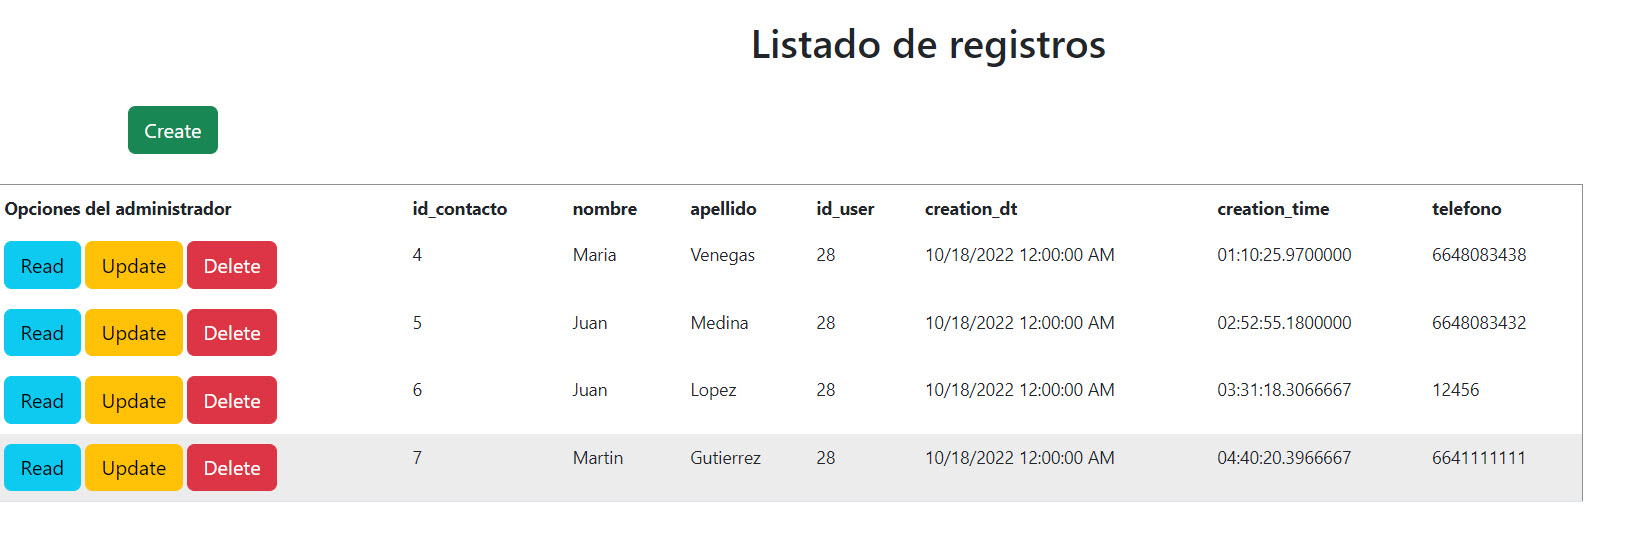 Listado de registros
Create
Opciones del administrador id_contacto nombre apellido id_user creation_dt creation_time telefono
Read Update Delete 4 Maria Venegas 28 10/18/2022 12:00:00 AM 01:10:25.9700000 6648083438
Read Update Delete 5 Juan Medina 28 10/18/2022 12:00:00 AM 02:52:55.1800000 6648083432
Read Update Delete 6 Juan Lopez 28 10/18/2022 12:00:00 AM 03:31:18.3066667 12456
Read Update Delete 7 Martin Gutierrez 28 10/18/2022 12:00:00 AM 04:40:20.3966667 6641111111